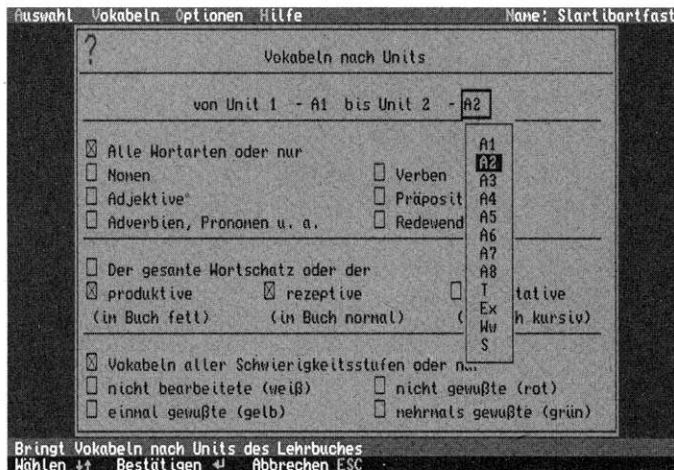 Auswahl Vokabeln Optionen Hilfe Name: Slartibartfast
?
Vokabeln nach Units
von Unit 1 - A1 bis Unit 2 - A2
Alle Wortarten oder nur
Nomen Verben
Adjektive Präposit
Adverbien, Pronomen u. a. Redewend
A1
A2
A3
A4
A5
A6
A7
A8
T
Ex
Ww
S
Der gesamte Wortschatz oder der
produktive rezeptive tative
(im Buch fett) (im Buch normal) ( h kursiv)
Vokabeln aller Schwierigkeitsstufen oder nur
nicht bearbeitete (weiß) nicht gewußte (rot)
einmal gewußte (gelb) mehrmals gewußte (grün)
Bringt Vokabeln nach Units des Lehrbuches
Wählen ↓↑ Bestätigen ↵ Abbrechen ESC